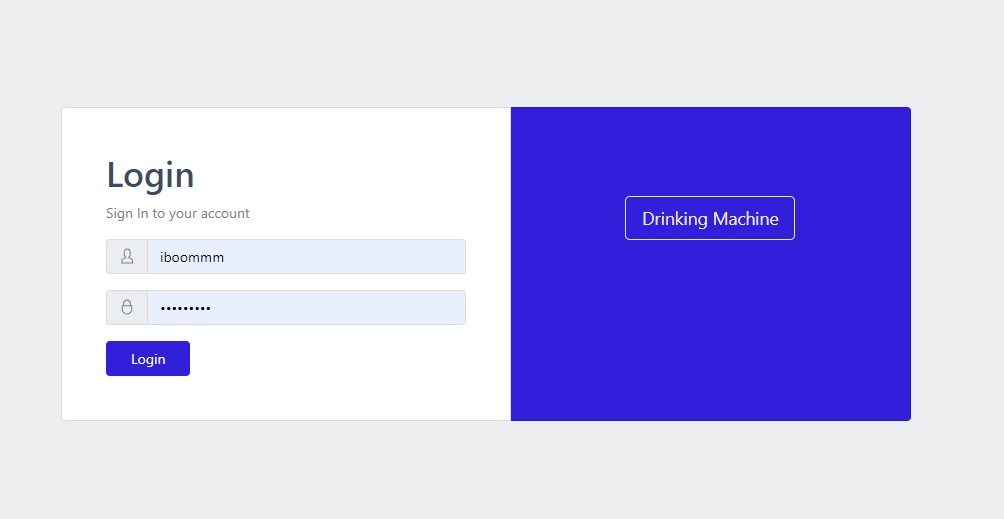 Login
Sign In to your account
iboommm
•••••••••
Login
Drinking Machine